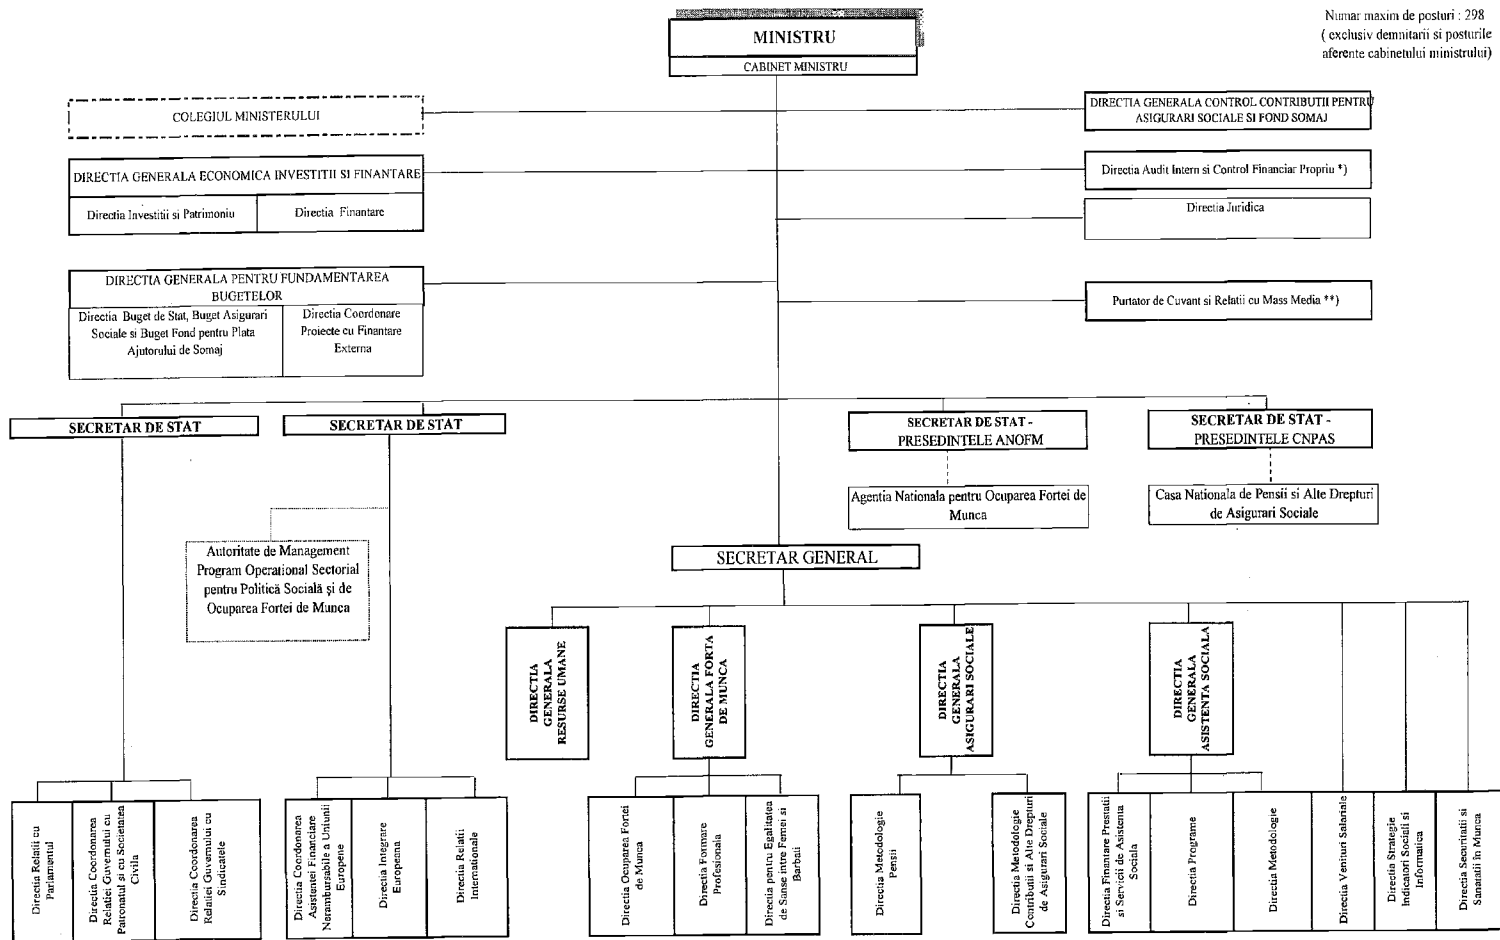 Numar maxim de posturi : 298
( exclusiv demnitarii si posturile
aferente cabinetului ministrului)
MINISTRU
CABINET MINISTRU
COLEGIUL MINISTERULUI
DIRECTIA GENERALA CONTROL CONTRIBUTII PENTRU
ASIGURARI SOCIALE SI FOND SOMAJ
DIRECTIA GENERALA ECONOMICA INVESTITII SI FINANTARE
Directia Investitii si Patrimoniu
Directia Finantare
Directia Audit Intern si Control Financiar Propriu *)
Directia Juridica
DIRECTIA GENERALA PENTRU FUNDAMENTAREA
BUGETELOR
Directia Buget de Stat, Buget Asigurari
Sociale si Buget Fond pentru Plata
Ajutorului de Somaj
Directia Coordonare
Proiecte cu Finantare
Externa
Purtator de Cuvant si Relatii cu Mass Media **)
SECRETAR DE STAT
SECRETAR DE STAT
SECRETAR DE STAT -
PRESEDINTELE ANOFM
SECRETAR DE STAT -
PRESEDINTELE CNPAS
Agentia Nationala pentru Ocuparea Fortei de
Munca
Casa Nationala de Pensii si Alte Drepturi
de Asigurari Sociale
Autoritate de Management
Program Operational Sectorial
pentru Politică Socială şi de
Ocuparea Fortei de Munca
SECRETAR GENERAL
DIRECTIA
GENERALA
RESURSE UMANE
DIRECTIA
GENERALA FORTA
DE MUNCA
DIRECTIA
GENERALA
ASIGURARI SOCIALE
DIRECTIA
GENERALA
ASISTENTA SOCIALA
Directia Relatii cu
Parlamentul
Directia Coordonarea
Relatiei Guvernului cu
Patronatul si cu Societatea
Civila
Directia Coordonarea
Relatiei Guvernului cu
Sindicatele
Directia Coordonarea
Asistentei Financiare
Nerambursabile a Uniunii
Europene
Directia Integrare
Europeana
Directia Relatii
Internationale
Directia Ocuparea Fortei
de Munca
Directia Formare
Profesionala
Directia pentru Egalitatea
de Sanse intre Femei si
Barbati
Directia Metodologie
Pensii
Directia Metodologie
Contributii si Alte Drepturi
de Asigurari Sociale
Directia Finantare Prestatii
si Servicii de Asistenta
Sociala
Directia Programe
Directia Metodologie
Directia Venituri Salariale
Directia Strategie
Indicatori Sociali si
Informatica
Directia Securitatii si
Sanatatii in Munca